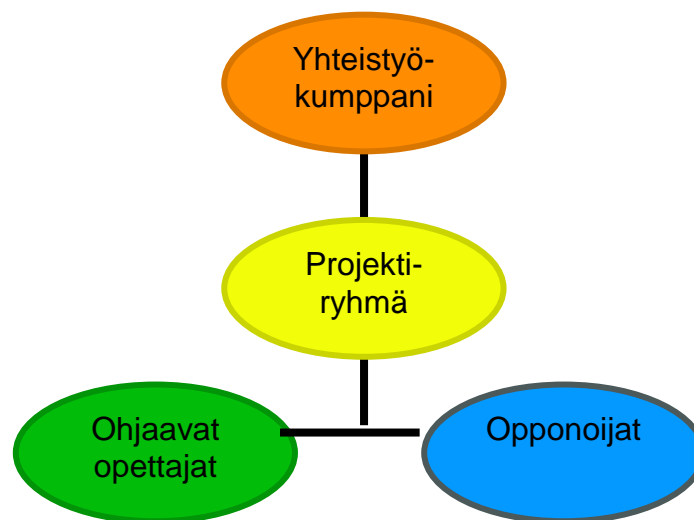 Yhteistyö-
kumppani
Projekti-
ryhmä
Ohjaavat
opettajat
Opponoijat